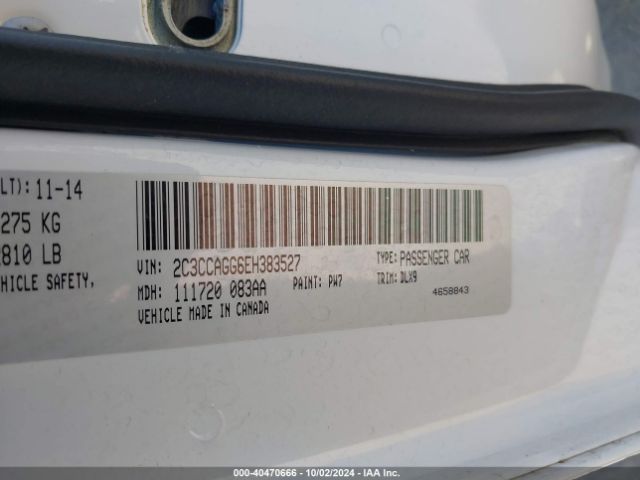 LT): 11-14
275 KG
810 LB
HICLE SAFETY,
VIN: 2C3CCAGG6EH383527
TYPE: PASSENGER CAR
MDH: 111720 083AA
PAINT: PW7
TRIM: DLX9
VEHICLE MADE IN CANADA
4658843
000-40470666 - 10/02/2024 - IAA Inc.